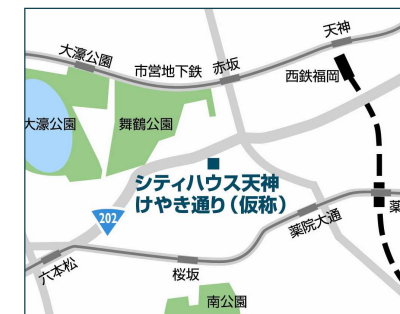 天神
大濠公園
市営地下鉄
赤坂
西鉄福岡
大濠公園
舞鶴公園
シティハウス天神
けやき通り(仮称)
202
薬院大通
薬
六本松
桜坂
南公園